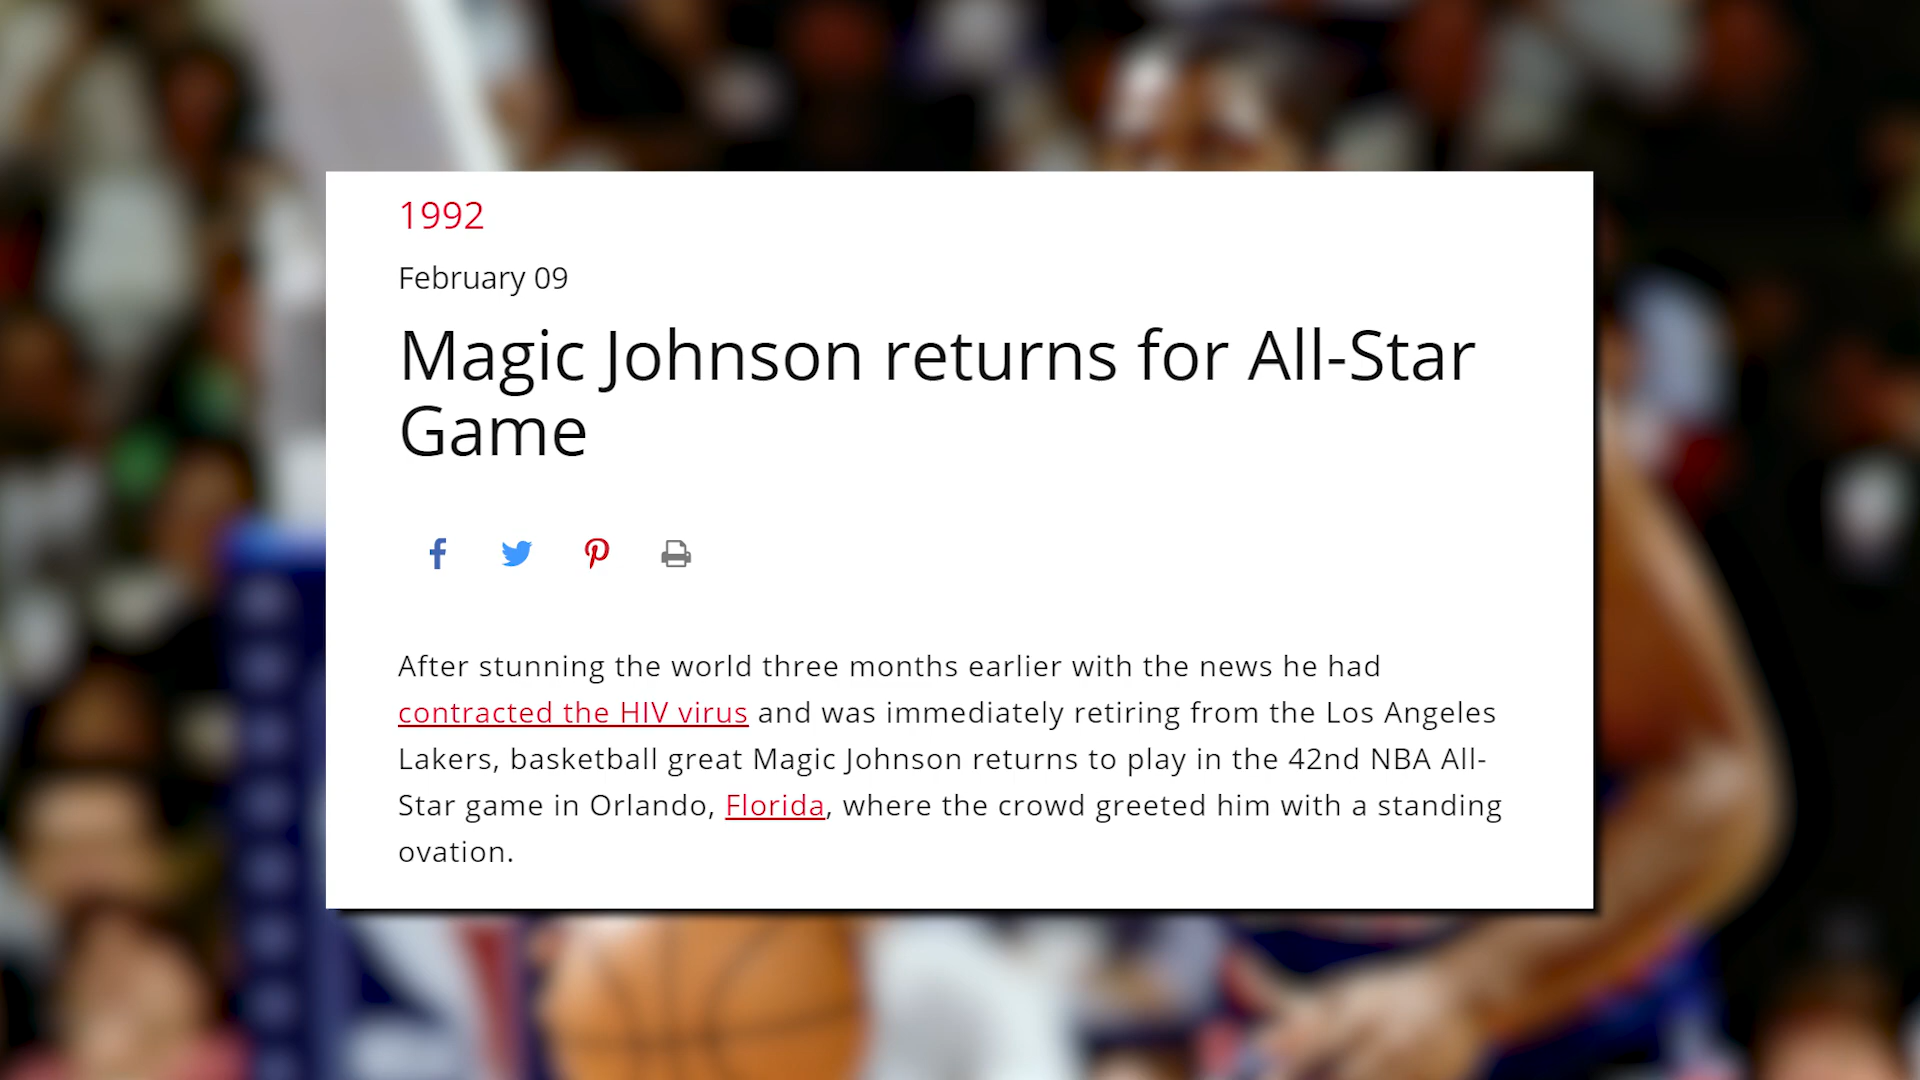 1992
February 09
Magic Johnson returns for All-Star
Game
After stunning the world three months earlier with the news he had
contracted the HIV virus and was immediately retiring from the Los Angeles
Lakers, basketball great Magic Johnson returns to play in the 42nd NBA All-
Star game in Orlando, Florida, where the crowd greeted him with a standing
ovation.